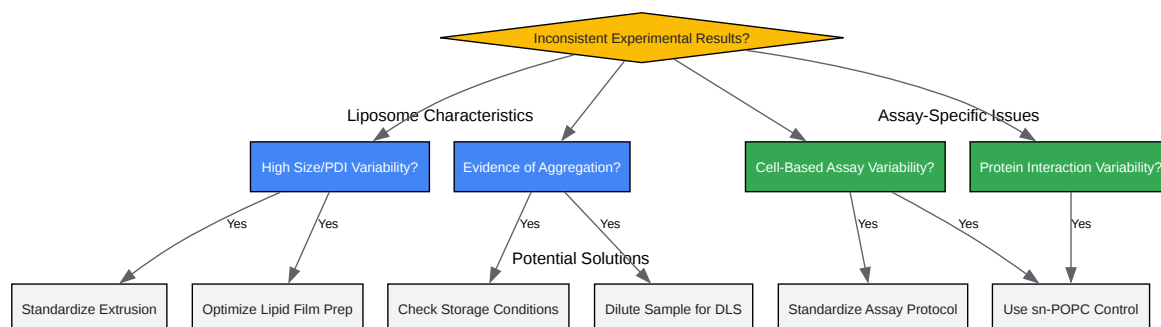 Inconsistent Experimental Results?
Liposome Characteristics
Assay-Specific Issues
High Size/PDI Variability?
Evidence of Aggregation?
Cell-Based Assay Variability?
Protein Interaction Variability?
Yes
Yes
Yes
Yes
Yes
Yes
Yes
Potential Solutions
Standardize Extrusion
Optimize Lipid Film Prep
Check Storage Conditions
Dilute Sample for DLS
Standardize Assay Protocol
Use sn-POPC Control